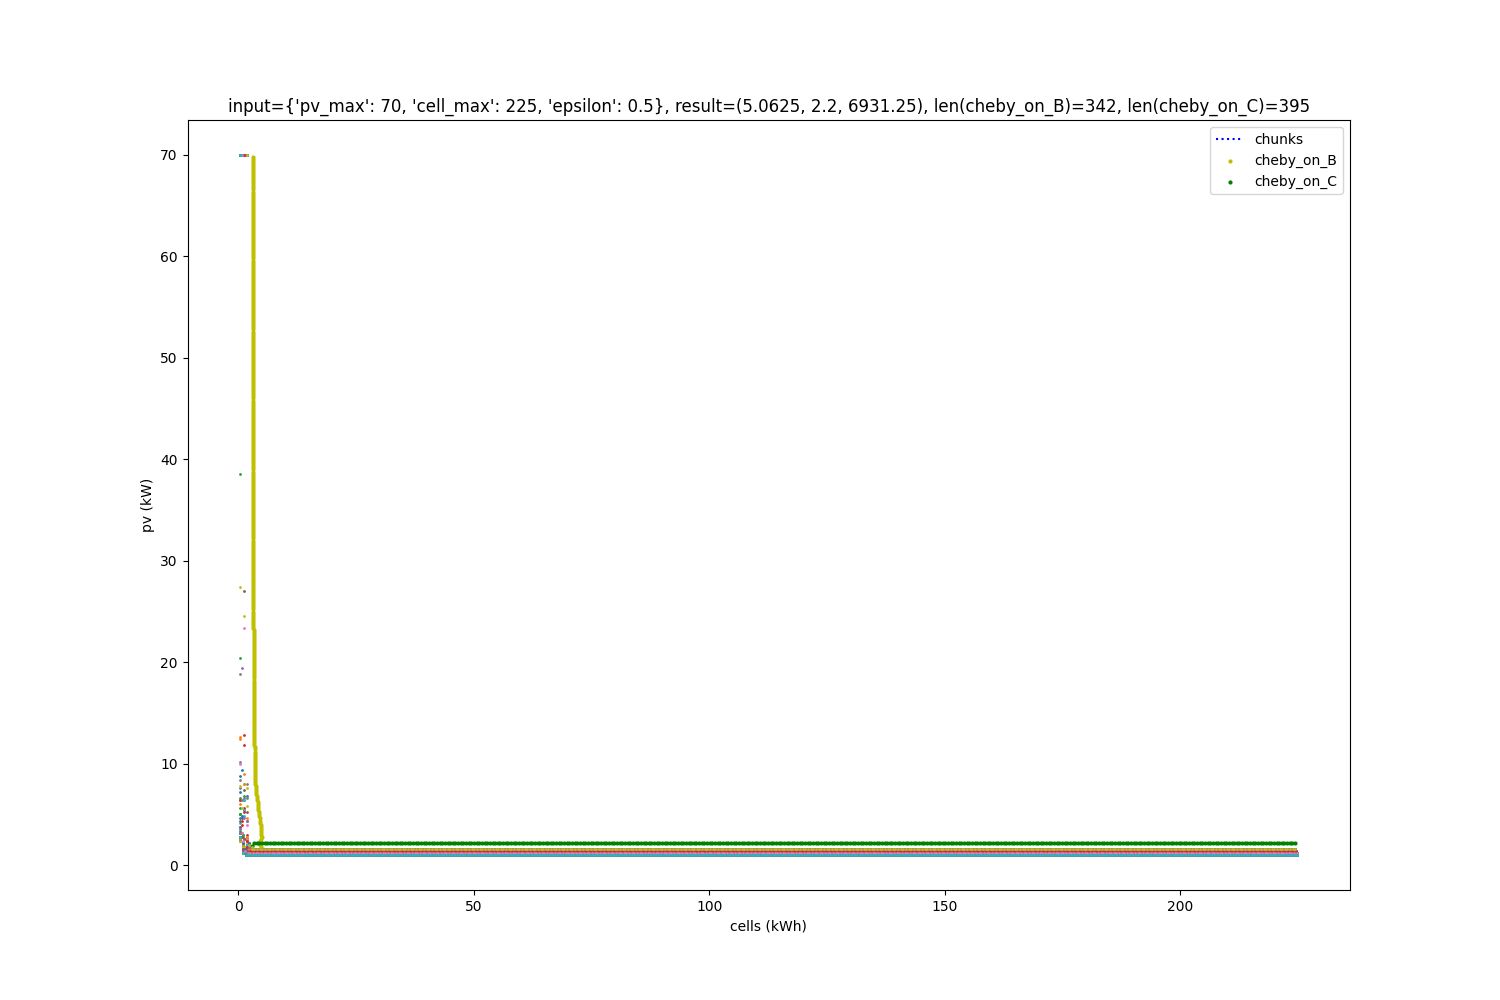 input={'pv_max': 70, 'cell_max': 225, 'epsilon': 0.5}, result=(5.0625, 2.2, 6931.25), len(cheby_on_B)=342, len(cheby_on_C)=395
chunks
cheby_on_B
cheby_on_C
70
60
50
40
30
20
10
0
pv (kW)
0
50
100
150
200
cells (kWh)